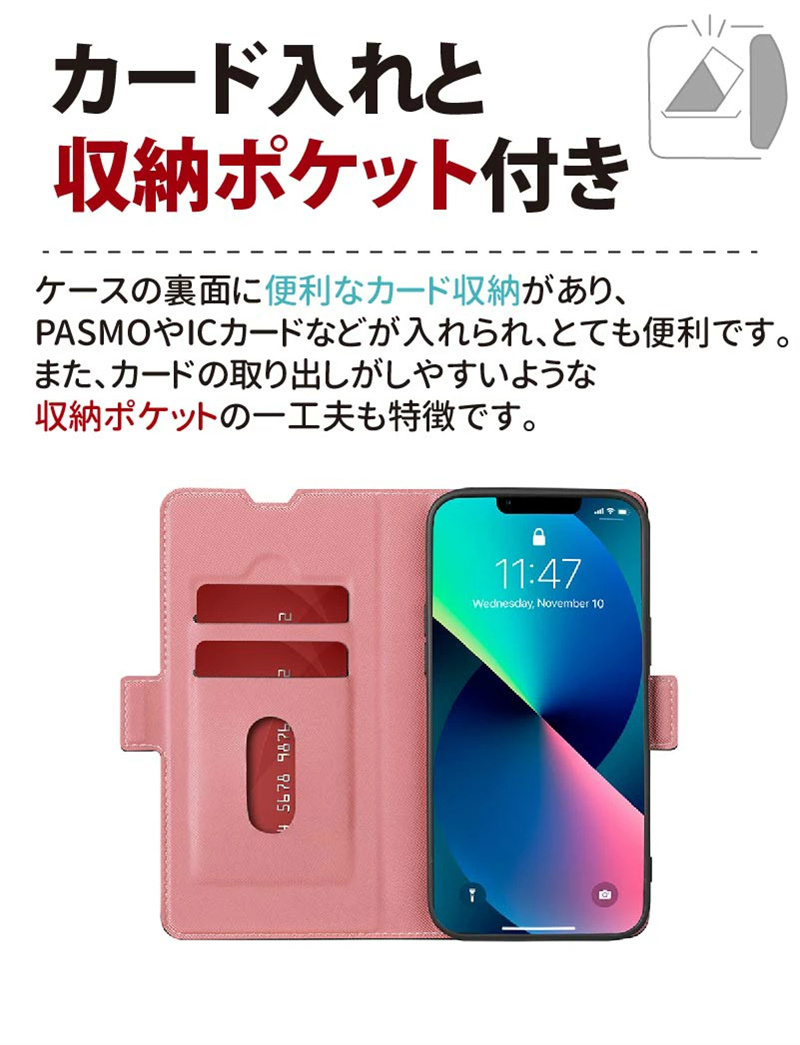 カード入れと
収納ポケット付き
ケースの裏面に便利なカード収納があり、
PASMOやICカードなどが入れられ、とても便利です。
また、カードの取り出しがしやすいような
収納ポケットの一工夫も特徴です。
11:47
Wednesday, November 10
2
2
4 5678 9876